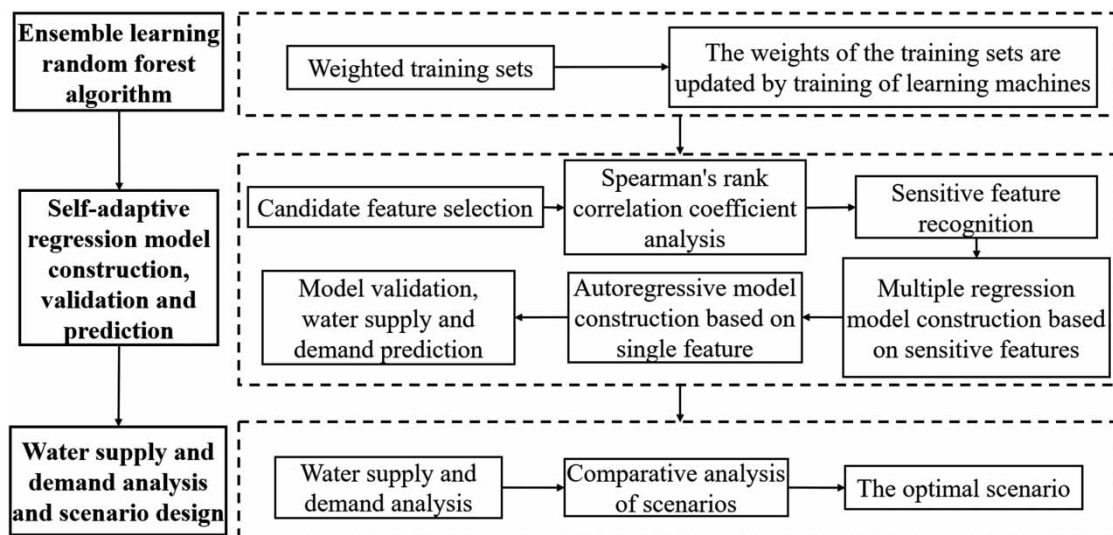 Ensemble learning
random forest
algorithm
Weighted training sets
The weights of the training sets are
updated by training of learning machines
Self-adaptive
regression model
construction,
validation and
prediction
Candidate feature selection
Spearman's rank
correlation coefficient
analysis
Sensitive feature
recognition
Multiple regression
model construction based
on sensitive features
Autoregressive model
construction based on
single feature
Model validation,
water supply and
demand prediction
Water supply and
demand analysis
and scenario design
Water supply and
demand analysis
Comparative analysis
of scenarios
The optimal scenario